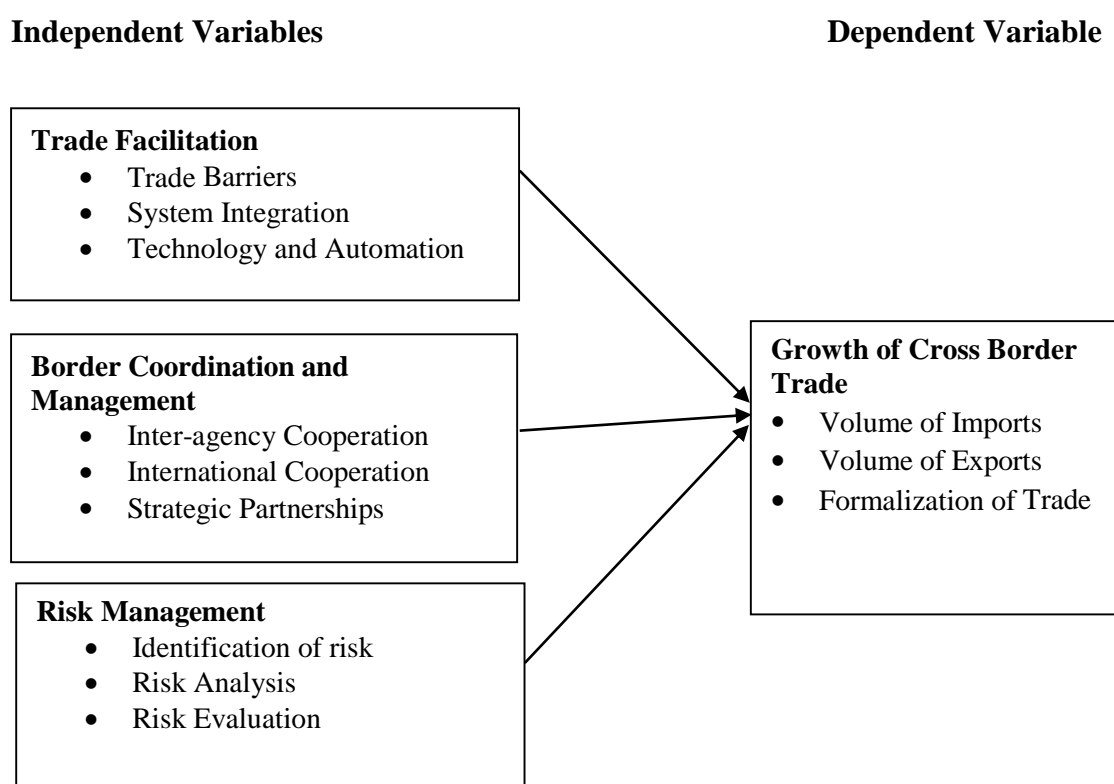 Independent Variables
Dependent Variable
Trade Facilitation
• Trade Barriers
• System Integration
• Technology and Automation
Border Coordination and
Management
• Inter-agency Cooperation
• International Cooperation
• Strategic Partnerships
Risk Management
• Identification of risk
• Risk Analysis
• Risk Evaluation
Growth of Cross Border
Trade
• Volume of Imports
• Volume of Exports
• Formalization of Trade